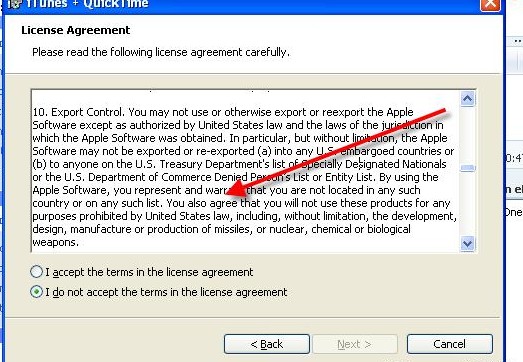 iTunes + QuickTime
License Agreement
Please read the following license agreement carefully.
10. Export Control. You may not use or otherwise export or reexport the Apple
Software except as authorized by United States law and the laws of the jurisdiction in
which the Apple Software was obtained. In particular, but without limitation, the Apple
Software may not be exported or re-exported (a) into any U.S. embargoed countries or
(b) to anyone on the U.S. Treasury Department's list of Specially Designated Nationals
or the U.S. Department of Commerce Denied Person's List or Entity List. By using the
Apple Software, you represent and warrant that you are not located in any such
country or on any such list. You also agree that you will not use these products for any
purposes prohibited by United States law, including, without limitation, the development,
design, manufacture or production of missiles, or nuclear, chemical or biological
weapons.
I accept the terms in the license agreement
I do not accept the terms in the license agreement
< Back
Next >
Cancel